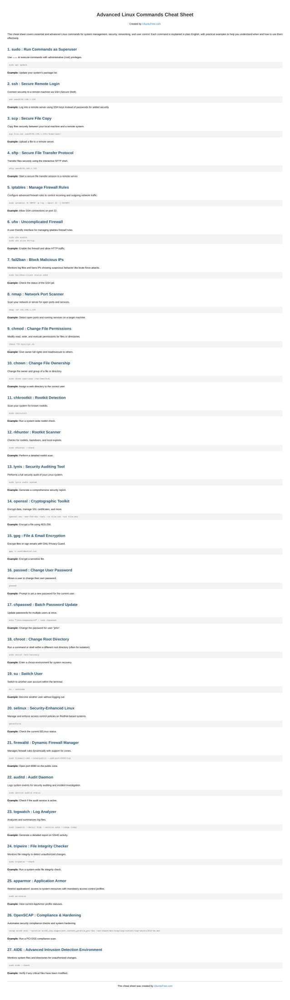 Advanced Linux Commands Cheat Sheet
Created by UbuntuFree.com
This cheat sheet covers essential and advanced Linux commands for system management, security, networking, and user control. Each command is explained in plain English, with practical examples to help you understand when and how to use them
effectively.
1. sudo : Run Commands as Superuser
Use sudo to execute commands with administrative (root) privileges.
sudo apt update
Example: Update your system's package list.
2. ssh : Secure Remote Login
Connect securely to a remote machine via SSH (Secure Shell).
ssh user@192.168.1.100
Example: Log into a remote server using SSH keys instead of passwords for added security.
3. scp : Secure File Copy
Copy files securely between your local machine and a remote system.
scp file.txt user@192.168.1.100:/home/user/
Example: Upload a file to a remote server.
4. sftp : Secure File Transfer Protocol
Transfer files securely using the interactive SFTP shell.
sftp user@192.168.1.100
Example: Start a secure file transfer session to a remote server.
5. iptables : Manage Firewall Rules
Configure advanced firewall rules to control incoming and outgoing network traffic.
sudo iptables -A INPUT -p tcp --dport 22 -j ACCEPT
Example: Allow SSH connections on port 22.
6. ufw : Uncomplicated Firewall
A user-friendly interface for managing iptables firewall rules.
sudo ufw enable
sudo ufw allow 80/tcp
Example: Enable the firewall and allow HTTP traffic.
7. fail2ban : Block Malicious IPs
Monitors log files and bans IPs showing suspicious behavior like brute-force attacks.
sudo fail2ban-client status sshd
Example: Check the status of the SSH jail.
8. nmap : Network Port Scanner
Scan your network or server for open ports and services.
nmap -sV 192.168.1.100
Example: Detect open ports and running services on a target machine.
9. chmod : Change File Permissions
Modify read, write, and execute permissions for files or directories.
chmod 755 myscript.sh
Example: Give owner full rights and read/execute to others.
10. chown : Change File Ownership
Change the owner and group of a file or directory.
sudo chown user:user /var/www/html
Example: Assign a web directory to the correct user.
11. chkrootkit : Rootkit Detection
Scan your system for known rootkits.
sudo chkrootkit
Example: Run a system-wide rootkit check.
12. rkhunter : Rootkit Scanner
Checks for rootkits, backdoors, and local exploits.
sudo rkhunter --check
Example: Perform a detailed rootkit scan.
13. lynis : Security Auditing Tool
Performs a full security audit of your Linux system.
sudo lynis audit system
Example: Generate a comprehensive security report.
14. openssl : Cryptographic Toolkit
Encrypt data, manage SSL certificates, and more.
openssl enc -aes-256-cbc -salt -in file.txt -out file.enc
Example: Encrypt a file using AES-256.
15. gpg : File & Email Encryption
Encrypt files or sign emails with GNU Privacy Guard.
gpg -c confidential.txt
Example: Encrypt a sensitive file.
16. passwd : Change User Password
Allows a user to change their own password.
passwd
Example: Prompt to set a new password for the current user.
17. chpasswd : Batch Password Update
Update passwords for multiple users at once.
echo "john:newpassword" | sudo chpasswd
Example: Change the password for user "john".
18. chroot : Change Root Directory
Run a command or shell within a different root directory (often for isolation).
sudo chroot /mnt/recovery
Example: Enter a chroot environment for system recovery.
19. su : Switch User
Switch to another user account within the terminal.
su - username
Example: Become another user without logging out.
20. selinux : Security-Enhanced Linux
Manage and enforce access control policies on RedHat-based systems.
getenforce
Example: Check the current SELinux status.
21. firewalld : Dynamic Firewall Manager
Manages firewall rules dynamically with support for zones.
sudo firewall-cmd --zone=public --add-port=8080/tcp
Example: Open port 8080 on the public zone.
22. auditd : Audit Daemon
Logs system events for security auditing and incident investigation.
sudo service auditd status
Example: Check if the audit service is active.
23. logwatch : Log Analyzer
Analyzes and summarizes log files.
sudo logwatch --detail High --service sshd --range today
Example: Generate a detailed report on SSHD activity.
24. tripwire : File Integrity Checker
Monitors file integrity to detect unauthorized changes.
sudo tripwire --check
Example: Run a system-wide file integrity check.
25. apparmor : Application Armor
Restrict applications' access to system resources with mandatory access control profiles.
sudo aa-status
Example: View current AppArmor profile statuses.
26. OpenSCAP : Compliance & Hardening
Automates security compliance checks and system hardening.
oscap xccdf eval --profile xccdf_org.ssgproject.content_profile_pci-dss
Example: Run a PCI-DSS compliance scan.
27. AIDE : Advanced Intrusion Detection Environment
Monitors system files and directories for unauthorized changes.
sudo aide --check
Example: Verify if any critical files have been modified.
This cheat sheet was created by UbuntuFree.com